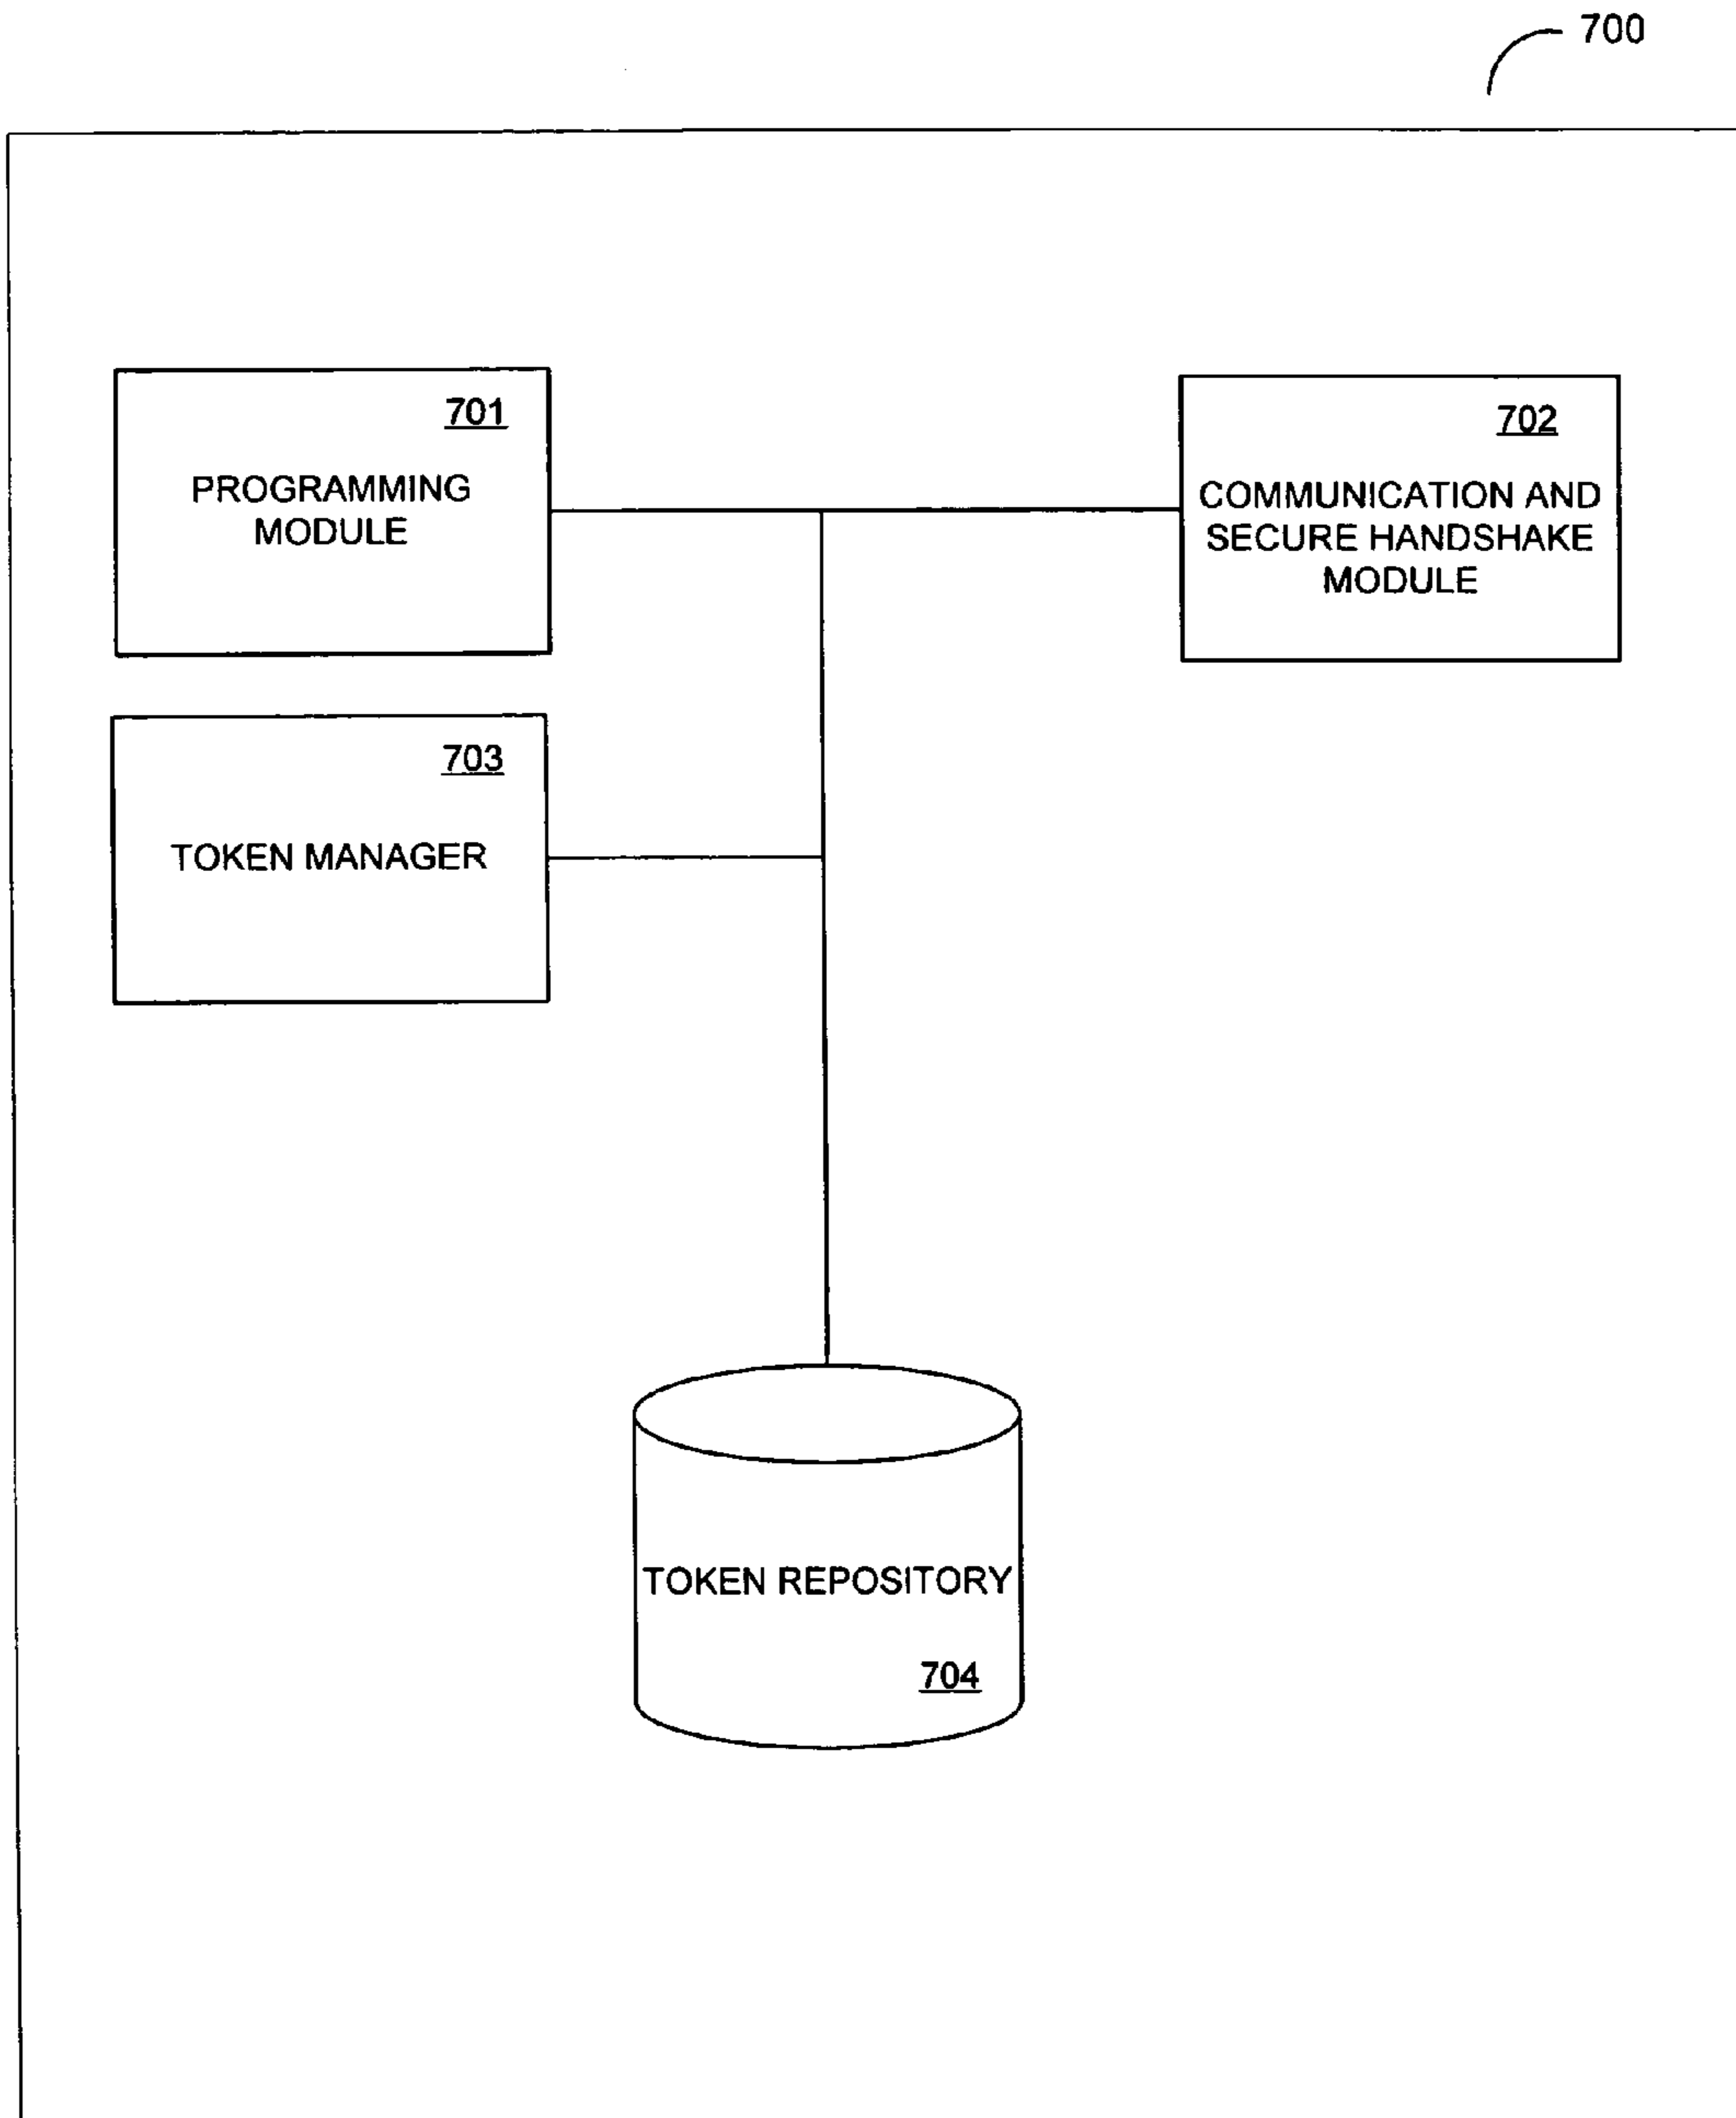 700
701
PROGRAMMING
MODULE
702
COMMUNICATION AND
SECURE HANDSHAKE
MODULE
703
TOKEN MANAGER
TOKEN REPOSITORY
704